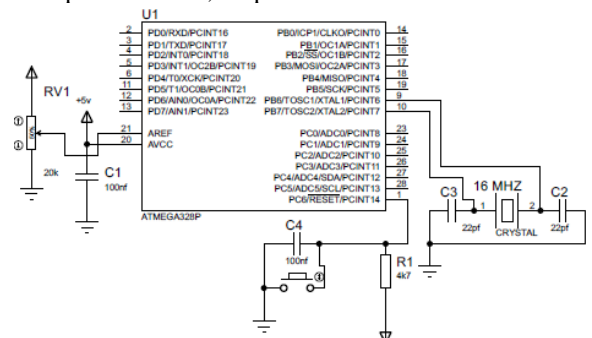 U1
2 PD0/RXD/PCINT16 PB0/ICP1/CLKO/PCINT0 14
3 PD1/TXD/PCINT17 PB1/OC1A/PCINT1 15
4 PD2/INT0/PCINT18 PB2/SS/OC1B/PCINT2 16
5 PD3/INT1/OC2B/PCINT19 PB3/MOSI/OC2A/PCINT3 17
6 PD4/T0/XCK/PCINT20 PB4/MISO/PCINT4 18
11 PD5/T1/OC0B/PCINT21 PB5/SCK/PCINT5 19
12 PD6/AIN0/OC0A/PCINT22 PB6/TOSC1/XTAL1/PCINT6 9
13 PD7/AIN1/PCINT23 PB7/TOSC2/XTAL2/PCINT7 10
RV1
+5v
50%
20k
21 AREF PC0/ADC0/PCINT8 23
20 AVCC PC1/ADC1/PCINT9 24
PC2/ADC2/PCINT10 25
PC3/ADC3/PCINT11 26
PC4/ADC4/SDA/PCINT12 27
PC5/ADC5/SCL/PCINT13 28
PC6/RESET/PCINT14 1
C1
100nf
ATMEGA328P
C3 16 MHZ C2
1 2
22pf CRYSTAL 22pf
C4
100nf
R1
4k7